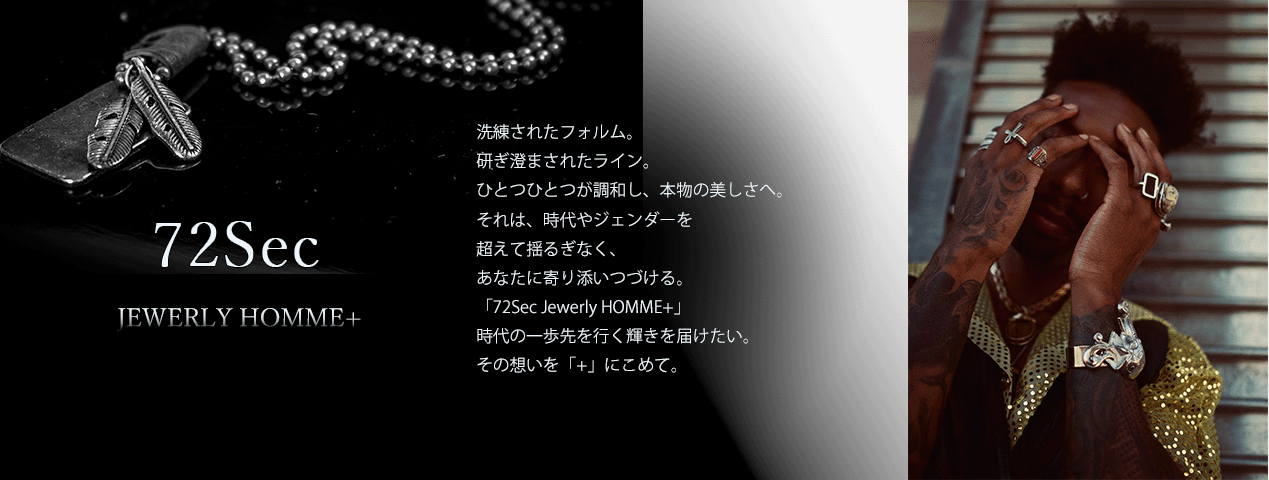 72Sec
JEWERLY HOMME+
洗練されたフォルム。
研ぎ澄まされたライン。
ひとつひとつが調和し、本物の美しさへ。
それは、時代やジェンダーを
超えて揺るぎなく、
あなたに寄り添いつづける。
「72Sec Jewerly HOMME+」
時代の一歩先を行く輝きを届けたい。
その想いを「+」にこめて。